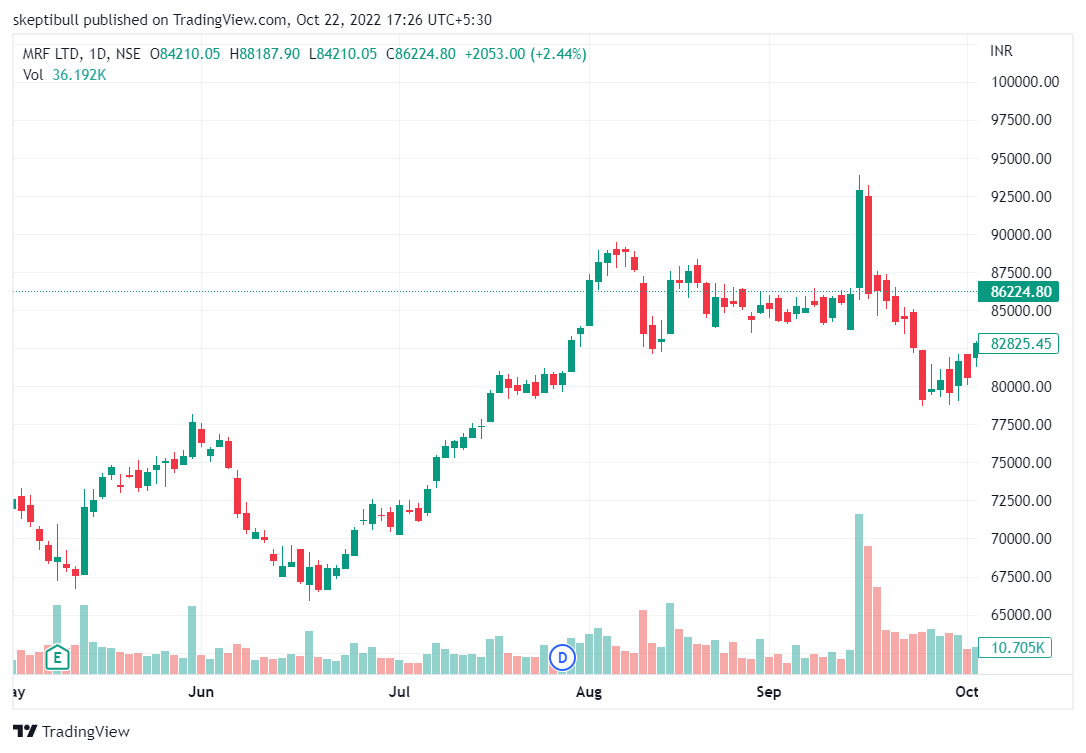 skeptibull published on TradingView.com, Oct 22, 2022 17:26 UTC+5:30
MRF LTD, 1D, NSE O84210.05 H88187.90 L84210.05 C86224.80 +2053.00 (+2.44%)
Vol 36.192K
INR
100000.00
97500.00
95000.00
92500.00
90000.00
87500.00
86224.80
85000.00
82825.45
80000.00
77500.00
75000.00
72500.00
70000.00
67500.00
65000.00
10.705K
E
D
ay Jun Jul Aug Sep Oct
TradingView